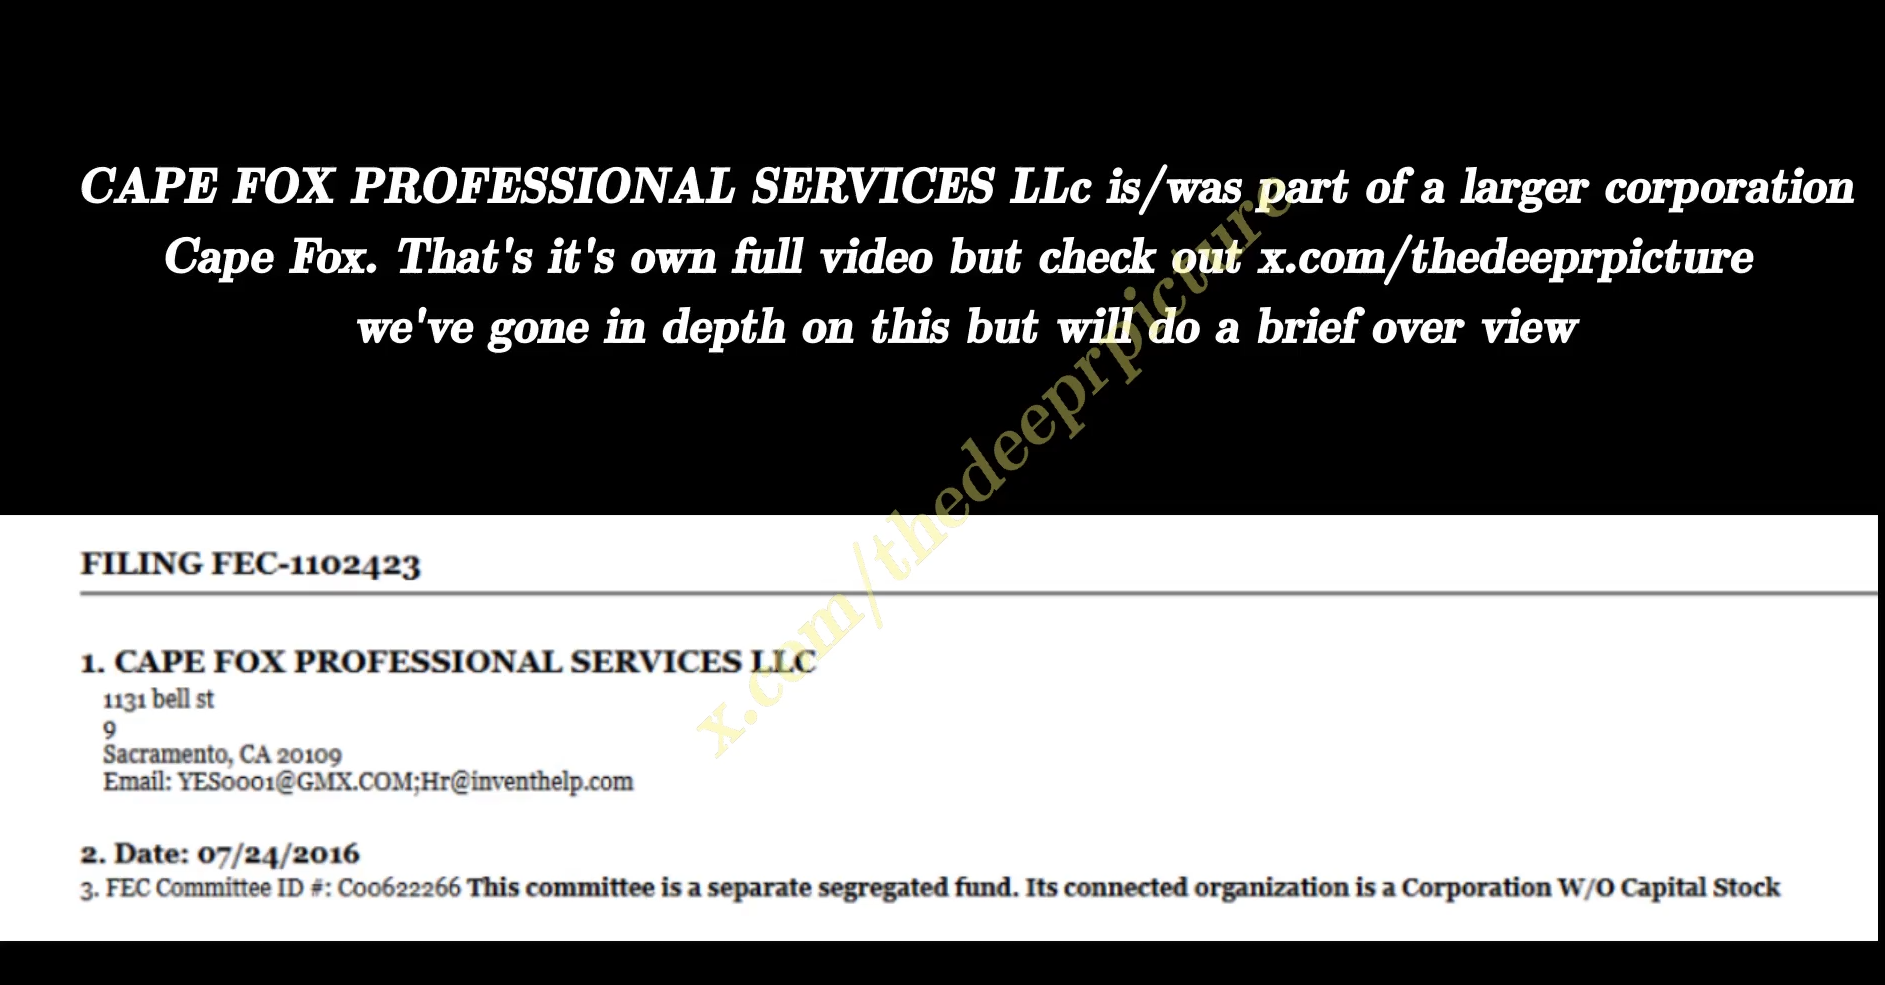 CAPE FOX PROFESSIONAL SERVICES LLc is/was part of a larger corporation
Cape Fox. That's it's own full video but check out x.com/thedeeprpicture
we've gone in depth on this but will do a brief over view
x.com/thedeeprpicture
FILING FEC-1102423
1. CAPE FOX PROFESSIONAL SERVICES LLC
1131 bell st
9
Sacramento, CA 20109
Email: YES0001@GMX.COM;Hr@inventhelp.com
2. Date: 07/24/2016
3. FEC Committee ID #: C00622266 This committee is a separate segregated fund. Its connected organization is a Corporation W/O Capital Stock